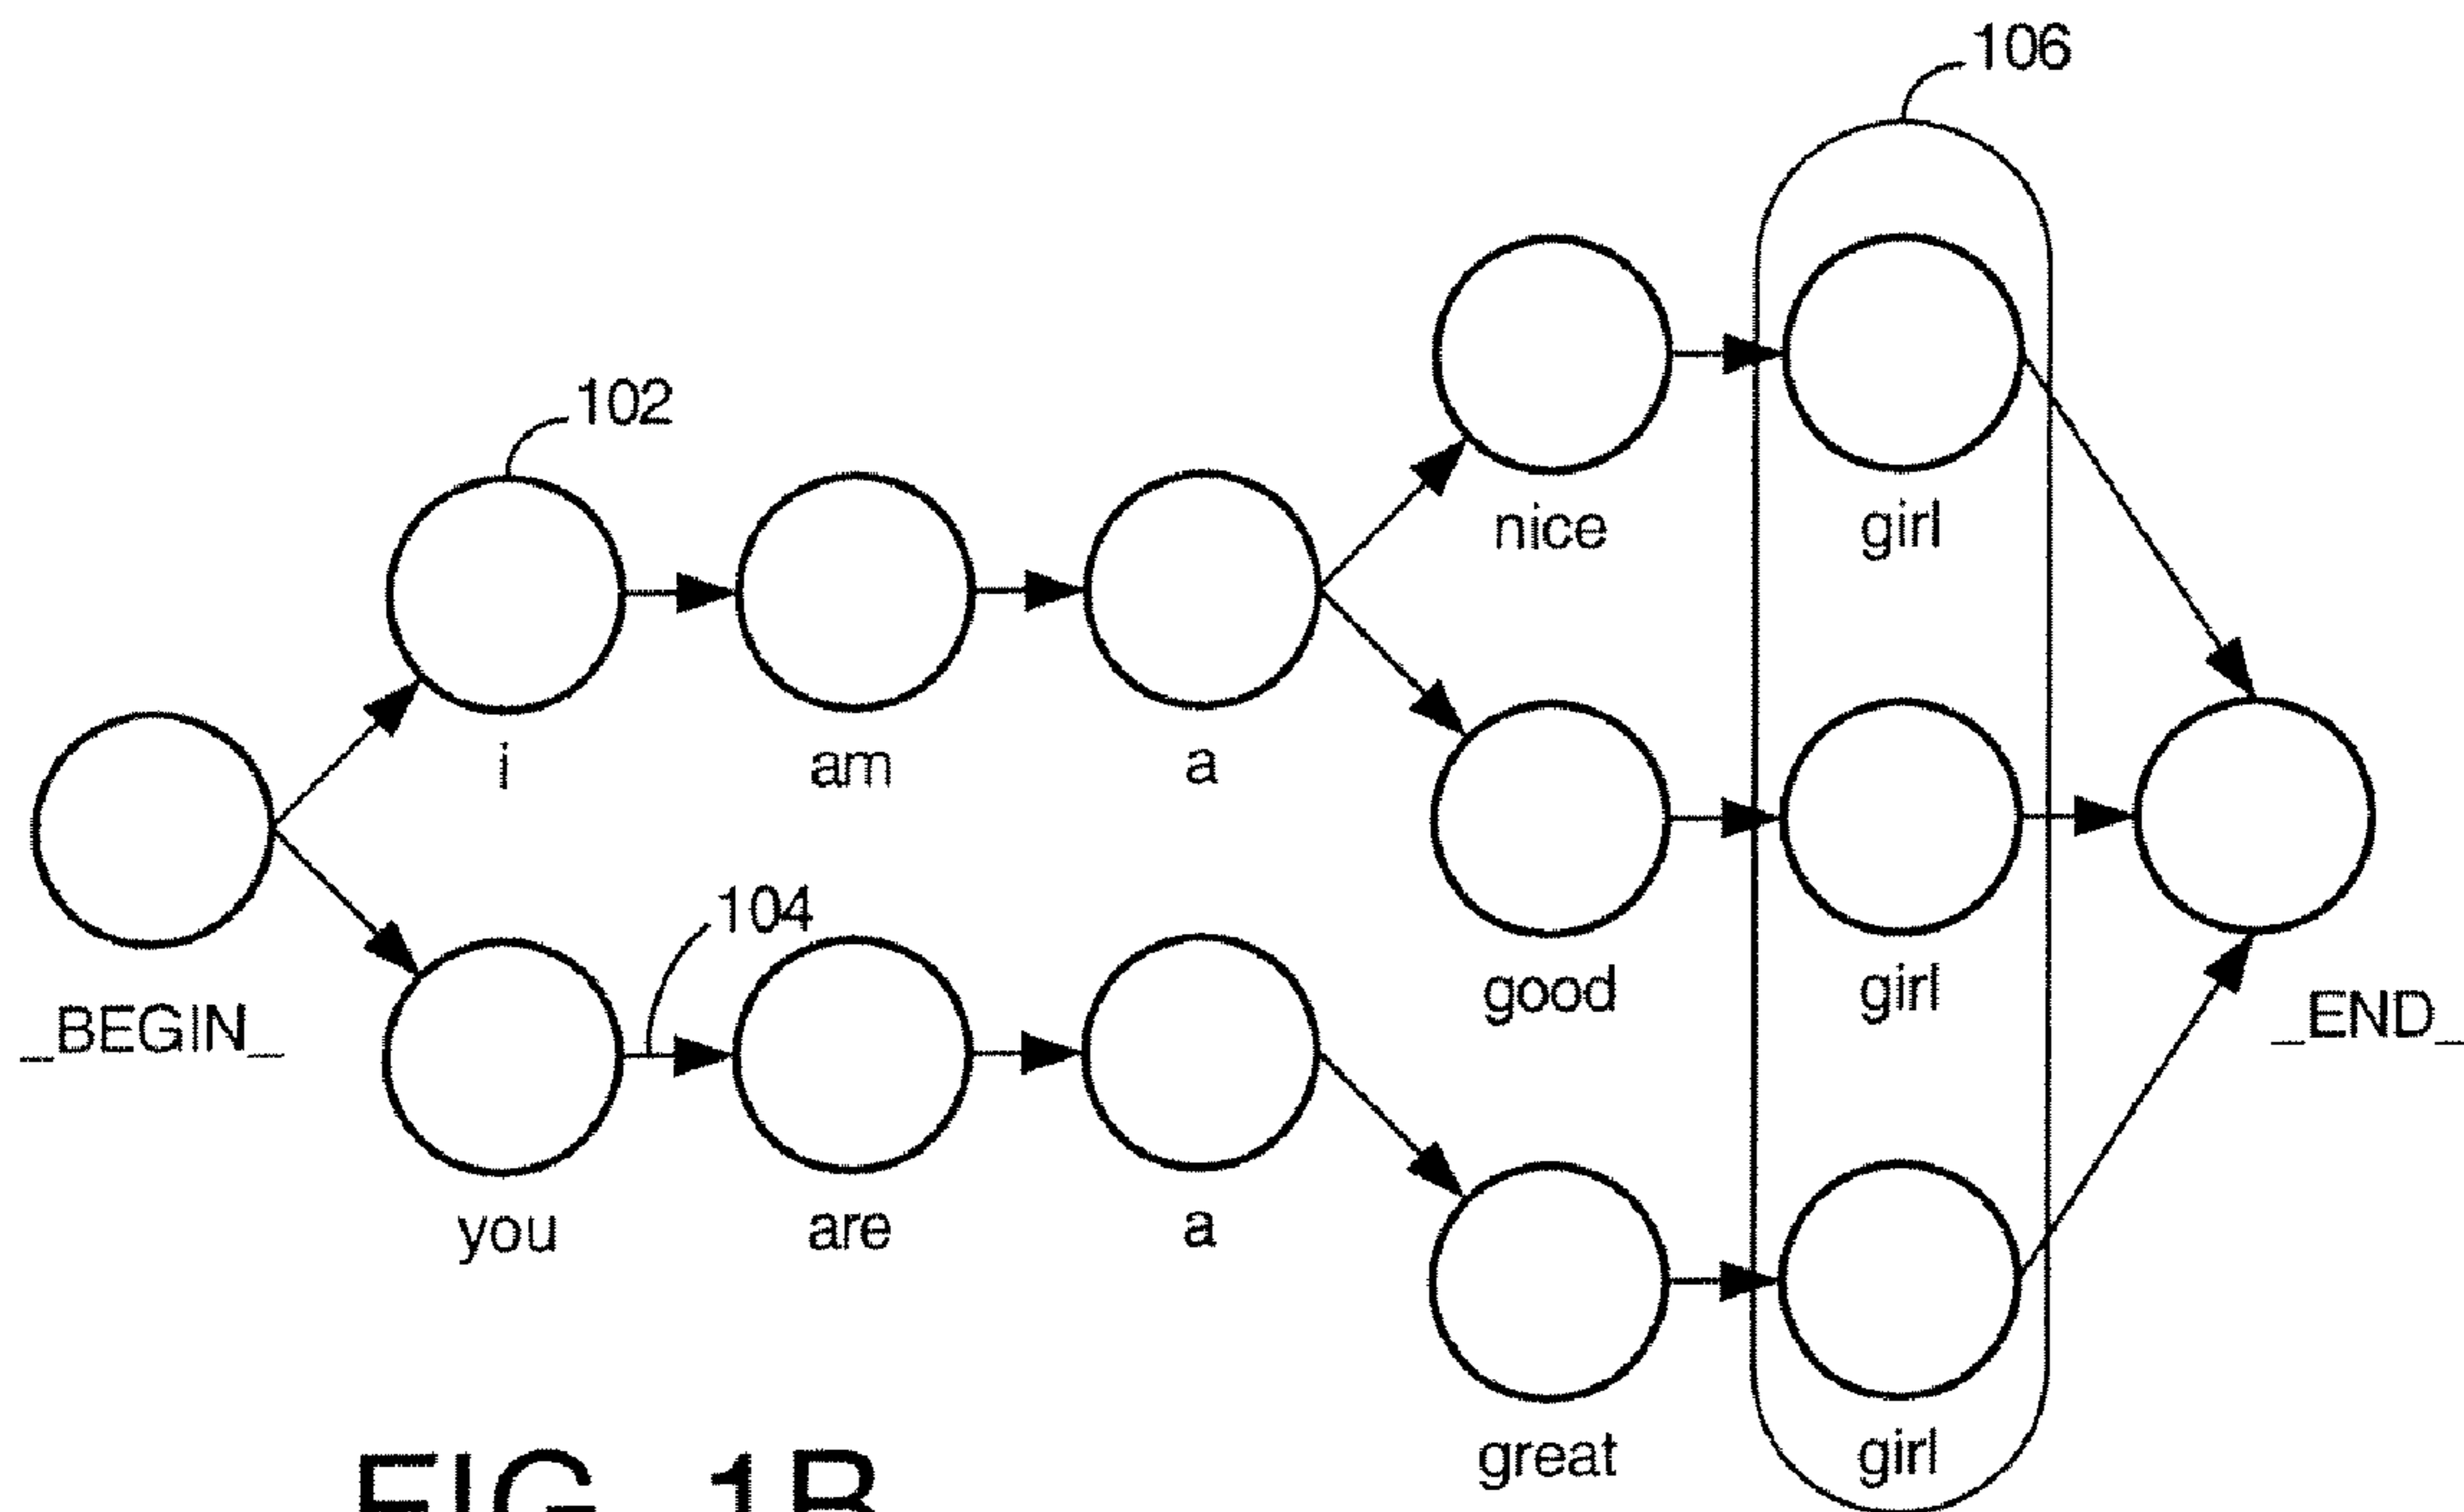 106
102
nice girl
i am a
104
_BEGIN_ good girl _END_
you are a
great girl
FIG. 1B